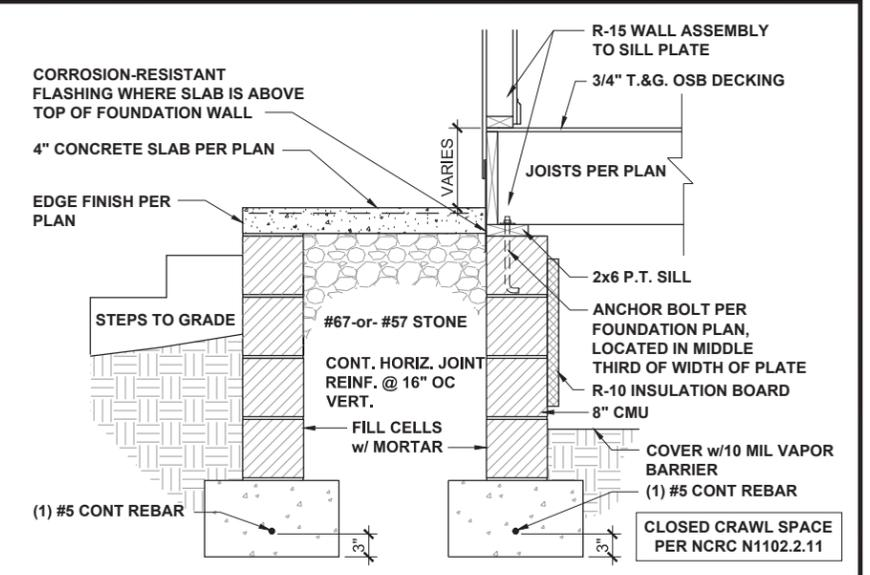 R-15 WALL ASSEMBLY
TO SILL PLATE
3/4" T.&G. OSB DECKING
CORROSION-RESISTANT
FLASHING WHERE SLAB IS ABOVE
TOP OF FOUNDATION WALL
4" CONCRETE SLAB PER PLAN
VARIES
JOISTS PER PLAN
EDGE FINISH PER
PLAN
2x6 P.T. SILL
STEPS TO GRADE
#67-or- #57 STONE
ANCHOR BOLT PER
FOUNDATION PLAN,
LOCATED IN MIDDLE
THIRD OF WIDTH OF PLATE
CONT. HORIZ. JOINT
REINF. @ 16" OC
VERT.
R-10 INSULATION BOARD
8" CMU
FILL CELLS
w/ MORTAR
COVER w/10 MIL VAPOR
BARRIER
(1) #5 CONT REBAR
(1) #5 CONT REBAR
3"
3"
CLOSED CRAWL SPACE
PER NCRC N1102.2.11